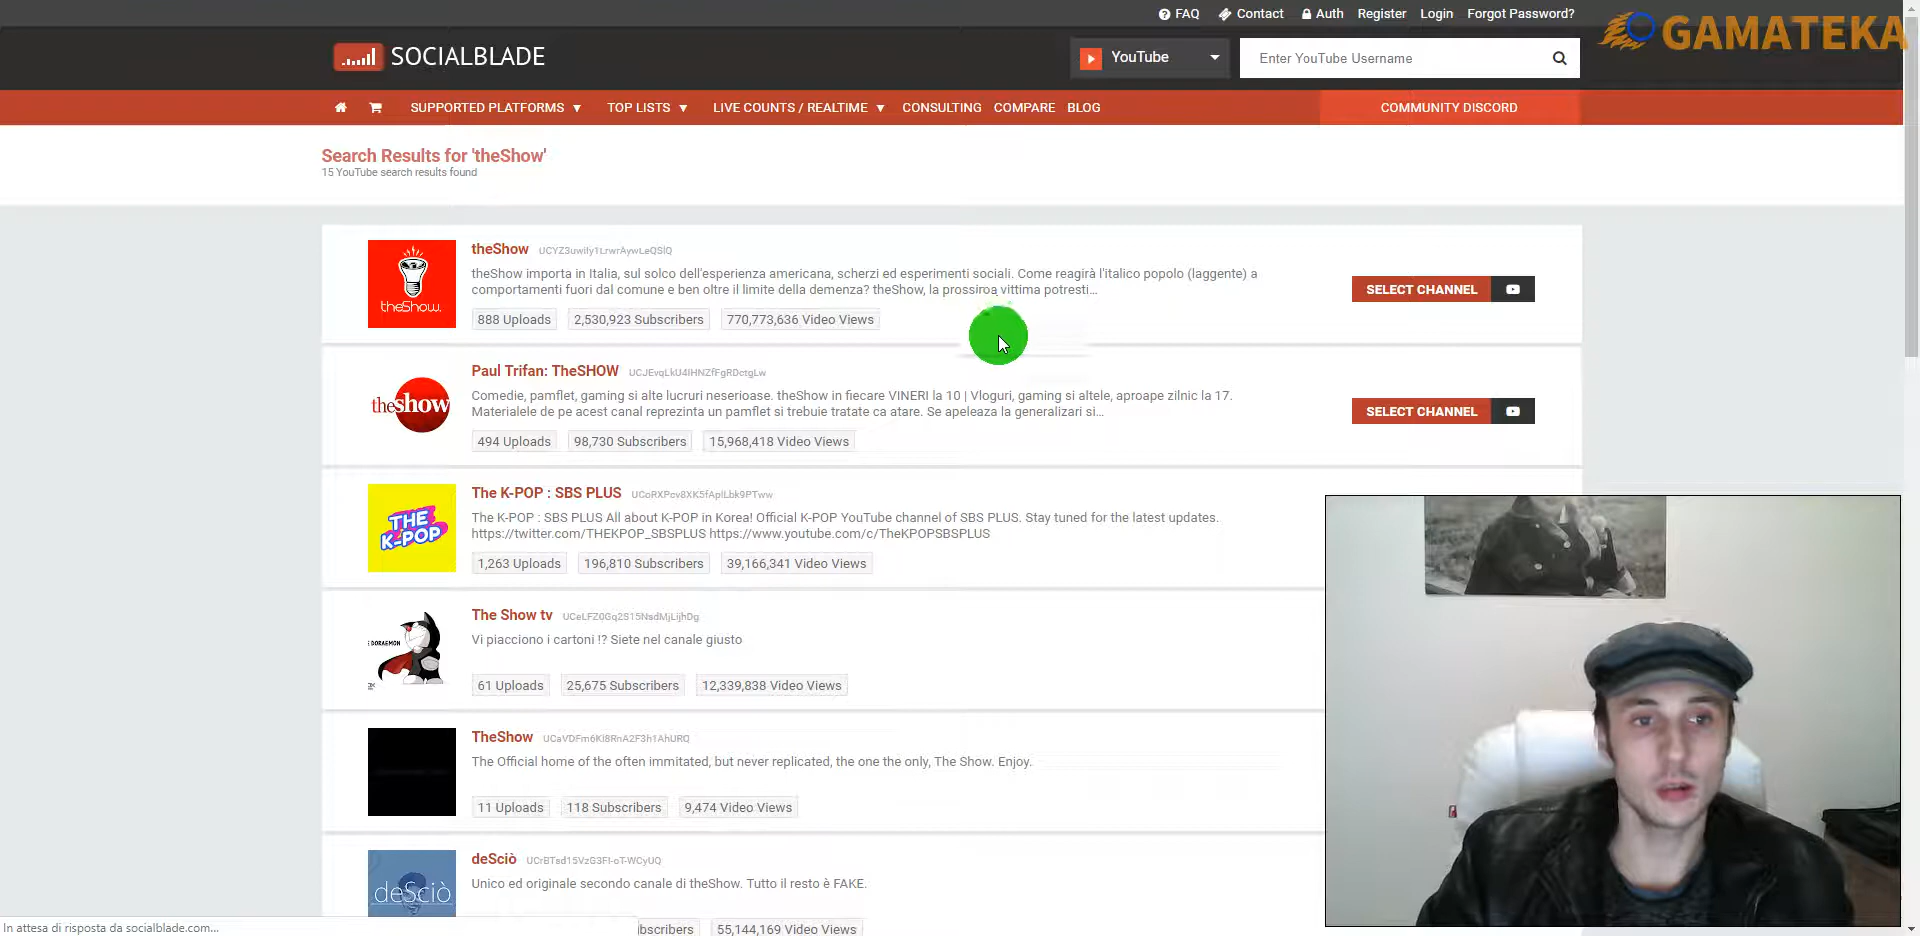 FAQ Contact Auth Register Login Forgot Password?
GAMATEKA
SOCIALBLADE
YouTube
Enter YouTube Username
SUPPORTED PLATFORMS TOP LISTS LIVE COUNTS / REALTIME CONSULTING COMPARE BLOG
COMMUNITY DISCORD
Search Results for 'theShow'
15 YouTube search results found
theShow.
theShow
theShow importa in Italia, sul solco dell'esperienza americana, scherzi ed esperimenti sociali. Come reagirà l'italico popolo (laggente) a
comportamenti fuori dal comune e ben oltre il limite della demenza? theShow, la prossima vittima potresti...
888 Uploads 2,530,923 Subscribers 770,773,636 Video Views
SELECT CHANNEL
theshow
Paul Trifan: TheSHOW
Comedie, pamflet, gaming si alte lucruri neserioase. theShow in fiecare VINERI la 10 | Vloguri, gaming si altele, aproape zilnic la 17.
Materialele de pe acest canal reprezinta un pamflet si trebuie tratate ca atare. Se apeleaza la generalizari si...
494 Uploads 98,730 Subscribers 15,968,418 Video Views
SELECT CHANNEL
THE
K-POP
The K-POP : SBS PLUS
The K-POP : SBS PLUS All about K-POP in Korea! Official K-POP YouTube channel of SBS PLUS. Stay tuned for the latest updates.
https://twitter.com/THEKPOP_SBSPLUS https://www.youtube.com/c/TheKPOPSBSPLUS
1,263 Uploads 196,810 Subscribers 39,166,341 Video Views
DORAEMON
The Show tv
Vi piacciono i cartoni !? Siete nel canale giusto
61 Uploads 25,675 Subscribers 12,339,838 Video Views
TheShow
The Official home of the often immitated, but never replicated, the one the only, The Show. Enjoy.
11 Uploads 118 Subscribers 9,474 Video Views
deSciò
deSciò
Unico ed originale secondo canale di theShow. Tutto il resto è FAKE.
bscribers 55,144,169 Video Views
In attesa di risposta da socialblade.com...